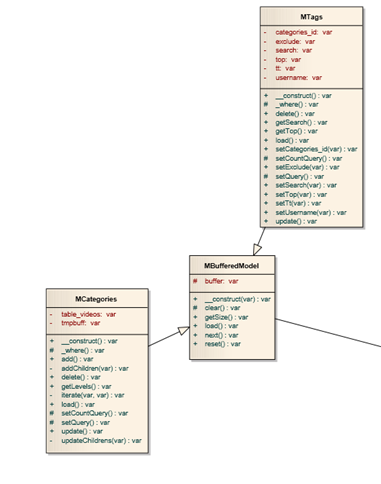 MTags
- categories_id: var
- exclude: var
- search: var
- top: var
- tt: var
- username: var
+ __construct() : var
# _where() : var
+ delete() : var
+ getSearch() : var
+ getTop() : var
+ load() : var
+ setCategories_id(var) : var
# setCountQuery() : var
+ setExclude(var) : var
# setQuery() : var
+ setSearch(var) : var
+ setTop(var) : var
+ setTt(var) : var
+ setUsername(var) : var
+ update() : var
MBufferedModel
# buffer: var
+ __construct(var) : var
# clear() : var
+ getSize() : var
+ load() : var
+ next() : var
+ reset() : var
MCategories
- table_videos: var
- tmpbuff: var
+ __construct() : var
# _where() : var
+ add() : var
- addChildren(var) : var
+ delete() : var
+ getLevels() : var
- iterate(var, var) : var
+ load() : var
# setCountQuery() : var
# setQuery() : var
+ update() : var
- updateChildrens(var) : var